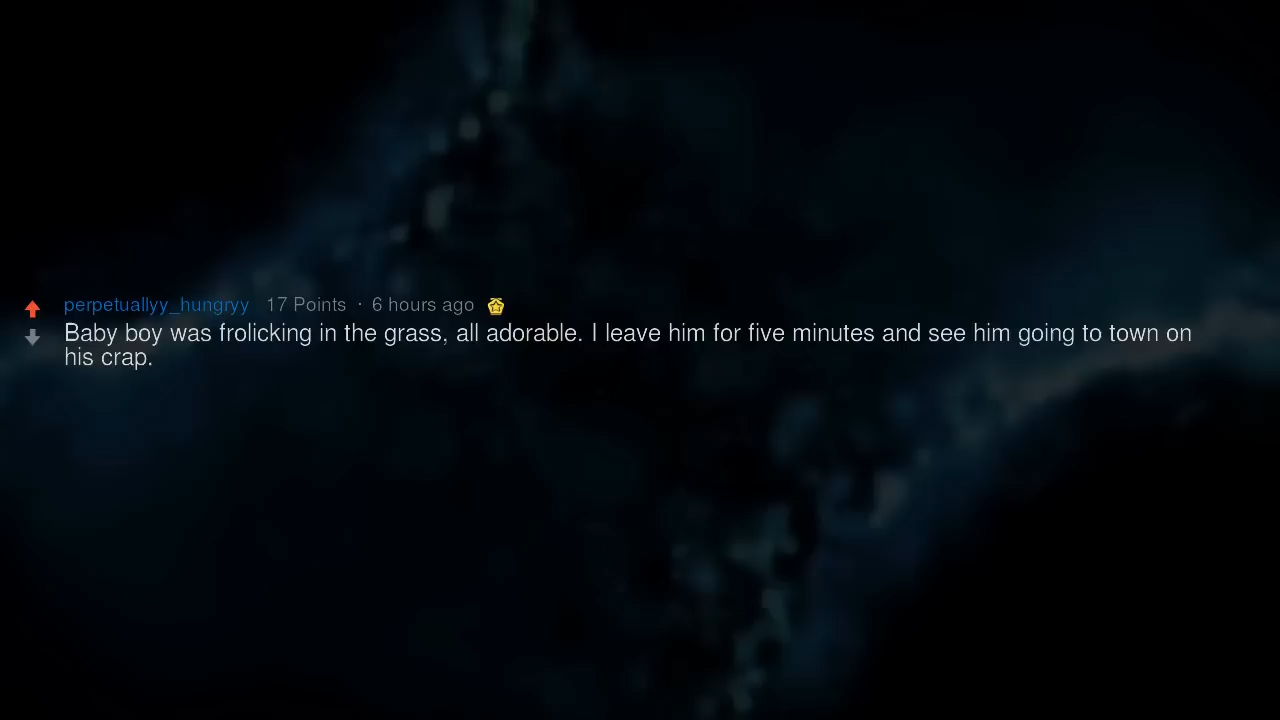 perpetuallyy_hungryy 17 Points · 6 hours ago
Baby boy was frolicking in the grass, all adorable. I leave him for five minutes and see him going to town on
his crap.